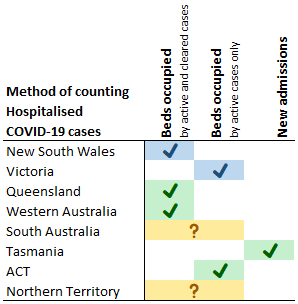 Method of counting
Hospitalised
COVID-19 cases
Beds occupied
by active and cleared cases
Beds occupied
by active cases only
New admissions
New South Wales ✔
Victoria ✔
Queensland ✔
Western Australia ✔
South Australia ?
Tasmania ✔
ACT ✔
Northern Territory ?